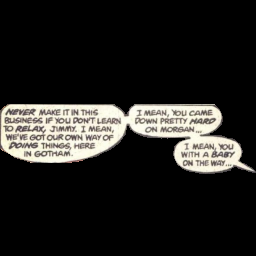 NEVER MAKE IT IN THIS
BUSINESS IF YOU DON'T LEARN
TO RELAX, JIMMY. I MEAN,
WE'VE GOT OUR OWN WAY OF
DOING THINGS, HERE
IN GOTHAM.
I MEAN, YOU CAME
DOWN PRETTY HARD
ON MORGAN...
I MEAN, YOU
WITH A BABY
ON THE WAY...